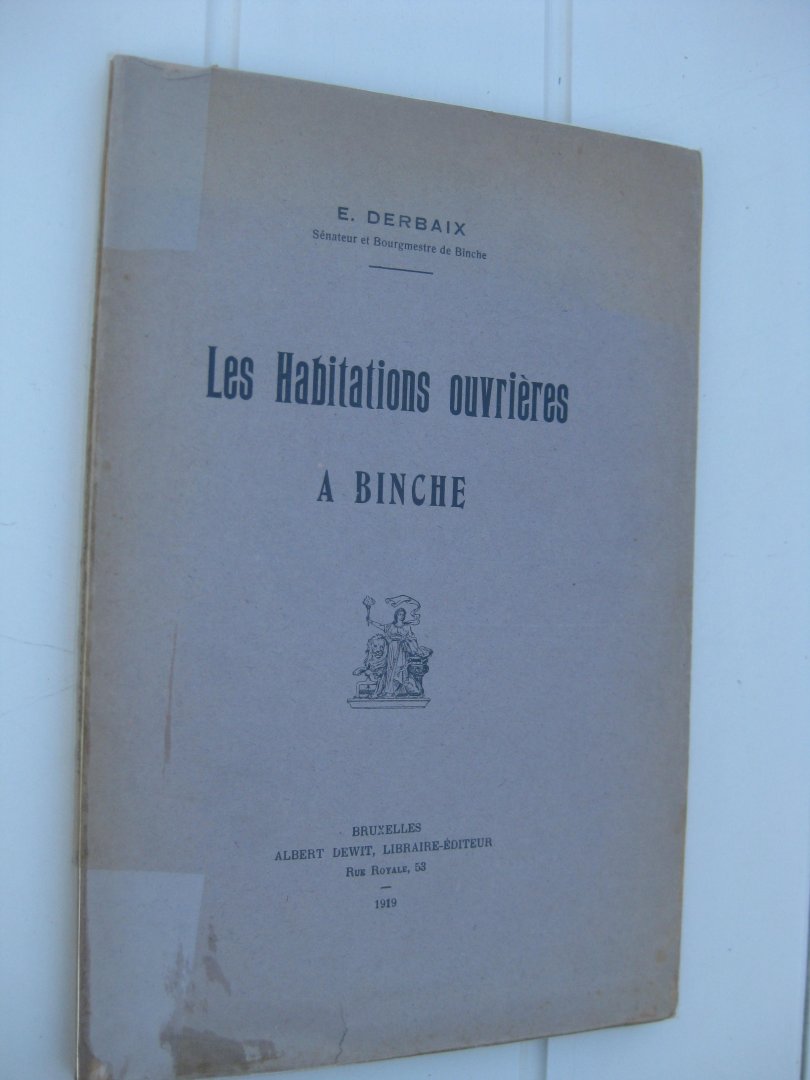 E. DERBAIX
Sénateur et Bourgmestre de Binche
Les Habitations ouvrières
A BINCHE
BRUXELLES
ALBERT DEWIT, LIBRAIRE-ÉDITEUR
RUE ROYALE, 53
1919